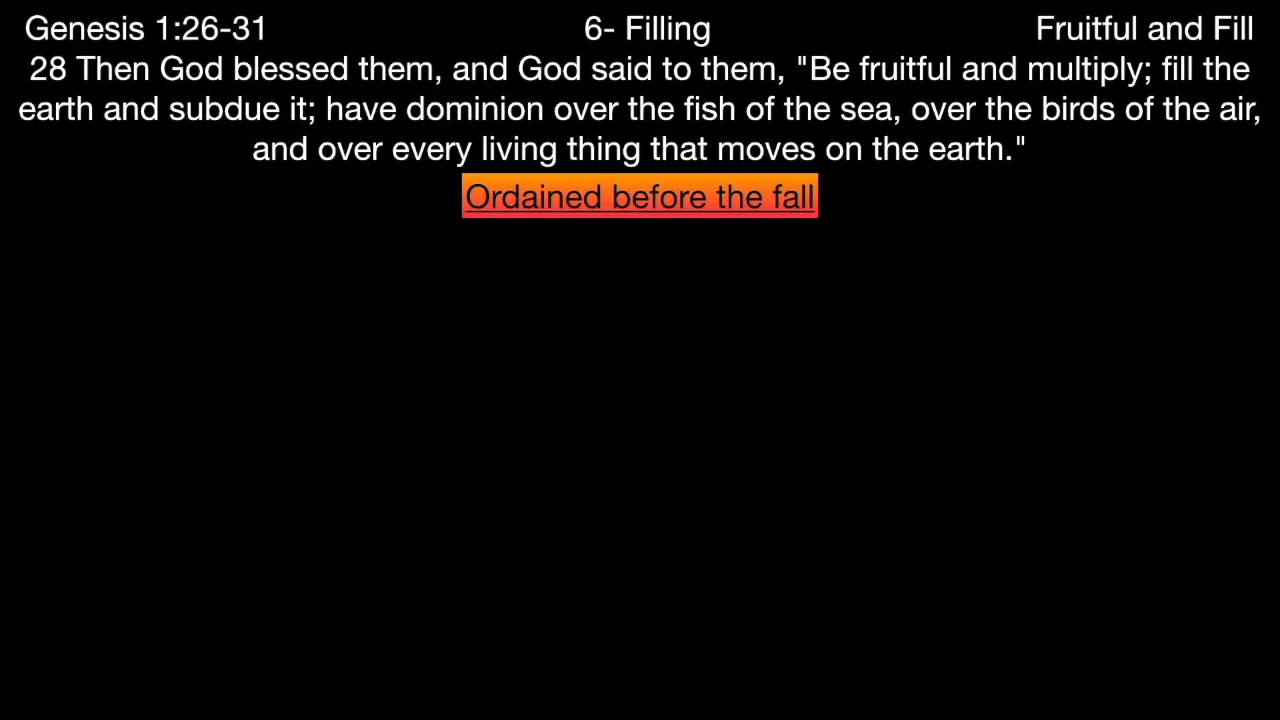 Genesis 1:26-31 6- Filling Fruitful and Fill
28 Then God blessed them, and God said to them, "Be fruitful and multiply; fill the
earth and subdue it; have dominion over the fish of the sea, over the birds of the air,
and over every living thing that moves on the earth."
Ordained before the fall